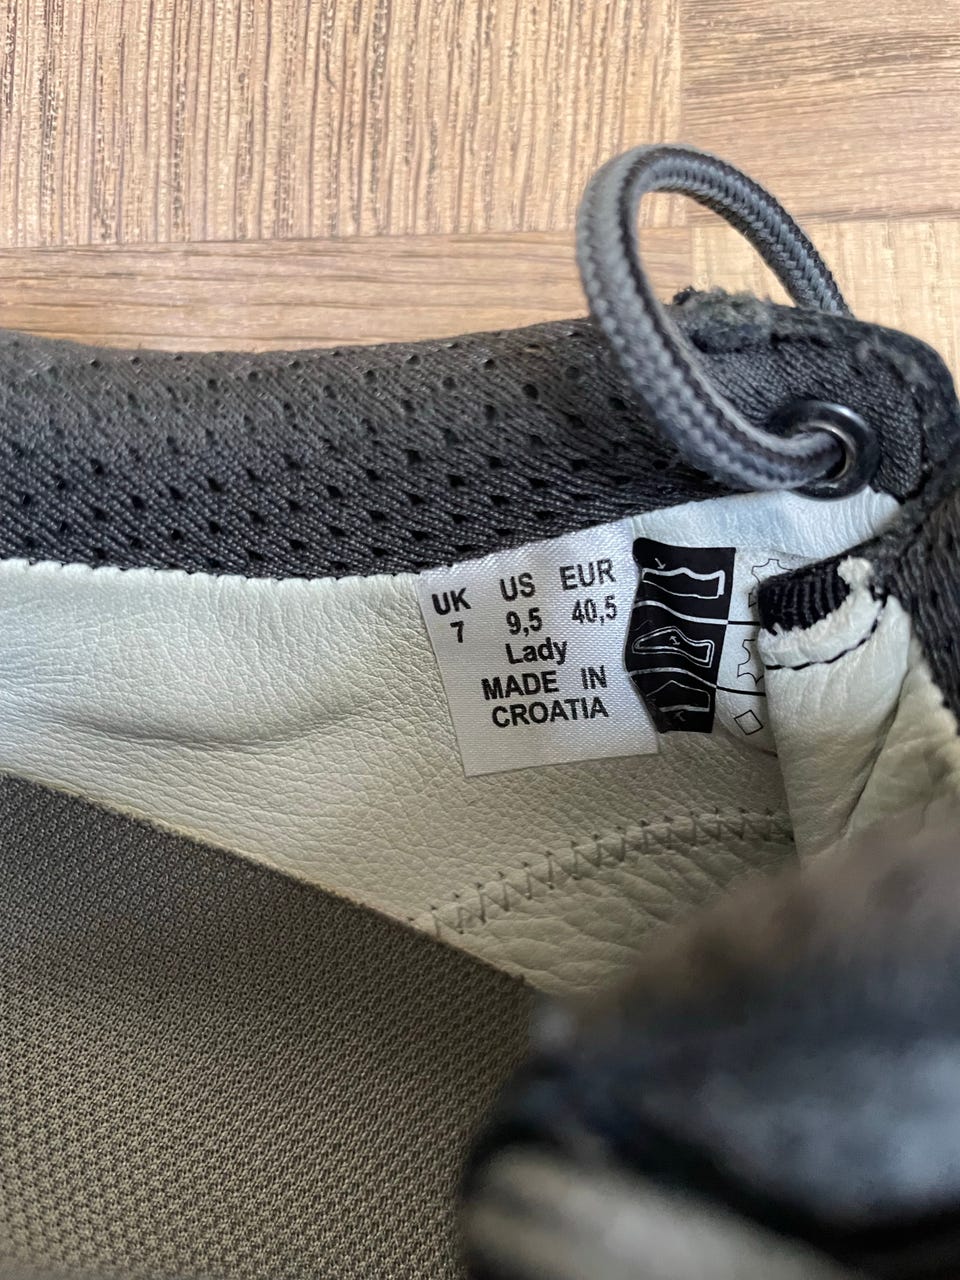 UK US EUR
7 9,5 40,5
Lady
MADE IN
CROATIA